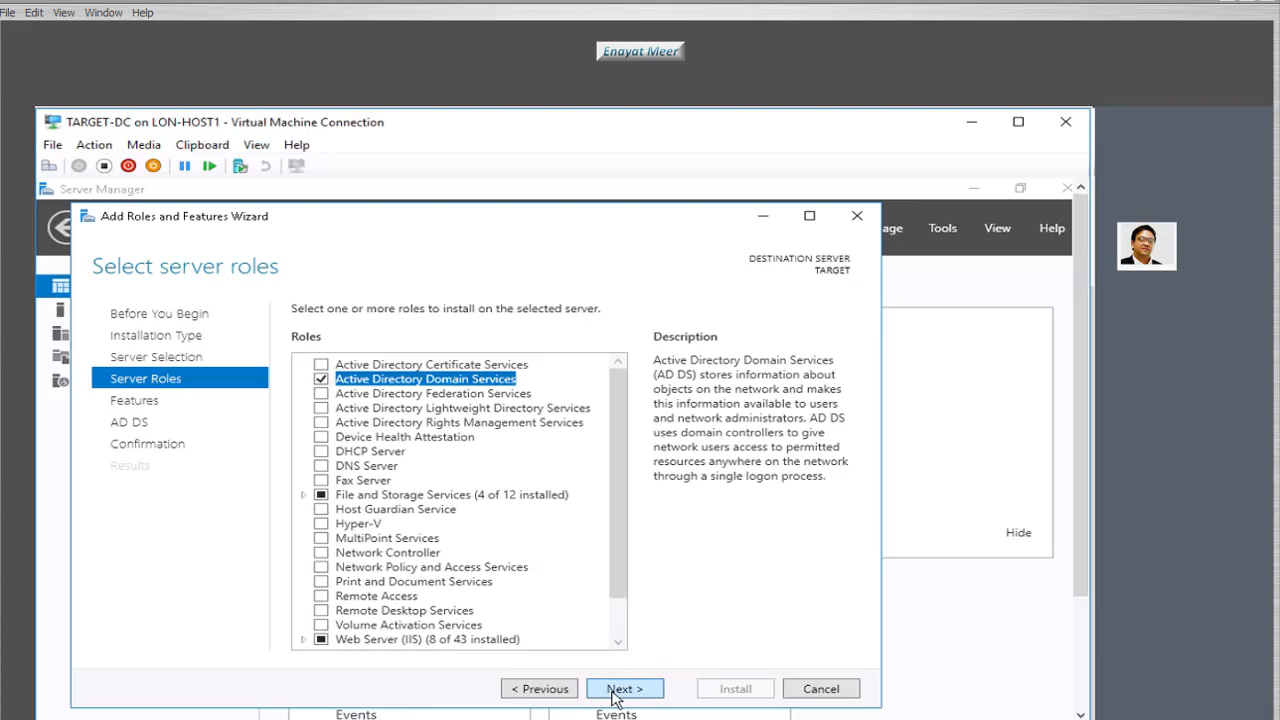 File Edit View Window Help
Enayat Meer
TARGET-DC on LON-HOST1 - Virtual Machine Connection
File Action Media Clipboard View Help
Server Manager
Add Roles and Features Wizard
age Tools View Help
Select server roles
DESTINATION SERVER
TARGET
Before You Begin
Installation Type
Server Selection
Server Roles
Features
AD DS
Confirmation
Results
Select one or more roles to install on the selected server.
Roles
Active Directory Certificate Services
Active Directory Domain Services
Active Directory Federation Services
Active Directory Lightweight Directory Services
Active Directory Rights Management Services
Device Health Attestation
DHCP Server
DNS Server
Fax Server
File and Storage Services (4 of 12 installed)
Host Guardian Service
Hyper-V
MultiPoint Services
Network Controller
Network Policy and Access Services
Print and Document Services
Remote Access
Remote Desktop Services
Volume Activation Services
Web Server (IIS) (8 of 43 installed)
Description
Active Directory Domain Services
(AD DS) stores information about
objects on the network and makes
this information available to users
and network administrators. AD DS
uses domain controllers to give
network users access to permitted
resources anywhere on the network
through a single logon process.
Hide
< Previous Next > Install Cancel
Events Events